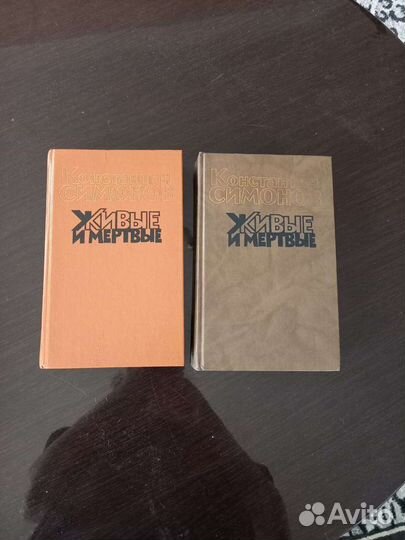 Константин
СИМОНОВ
ЖИВЫЕ
И МЕРТВЫЕ
Константин
СИМОНОВ
ЖИВЫЕ
И МЕРТВЫЕ
Avito